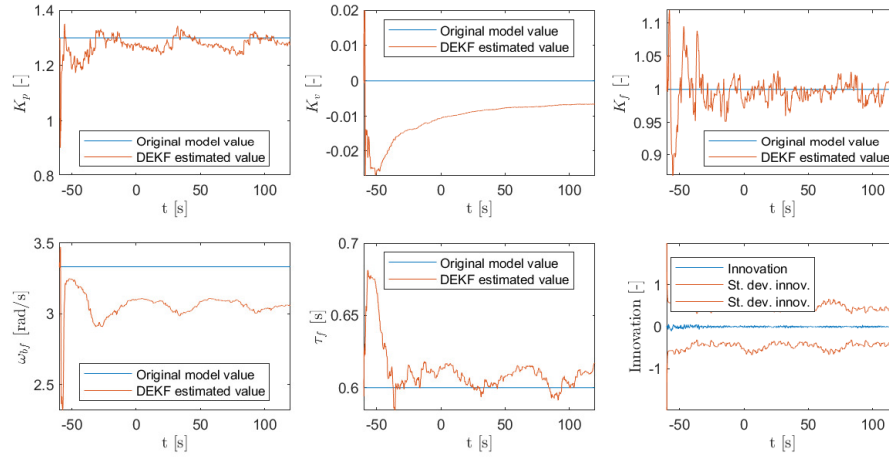 1.4
1.2
1
0.8
K_p [-]
Original model value
DEKF estimated value
-50 0 50 100
t [s]
0.02
0.01
0
-0.01
-0.02
K_v [-]
Original model value
DEKF estimated value
-50 0 50 100
t [s]
1.1
1.05
1
0.95
0.9
K_f [-]
Original model value
DEKF estimated value
-50 0 50 100
t [s]
3.5
3
2.5
ω_bf [rad/s]
Original model value
DEKF estimated value
-50 0 50 100
t [s]
0.7
0.65
0.6
τ_f [s]
Original model value
DEKF estimated value
-50 0 50 100
t [s]
1
0
-1
Innovation [-]
Innovation
St. dev. innov.
St. dev. innov.
-50 0 50 100
t [s]